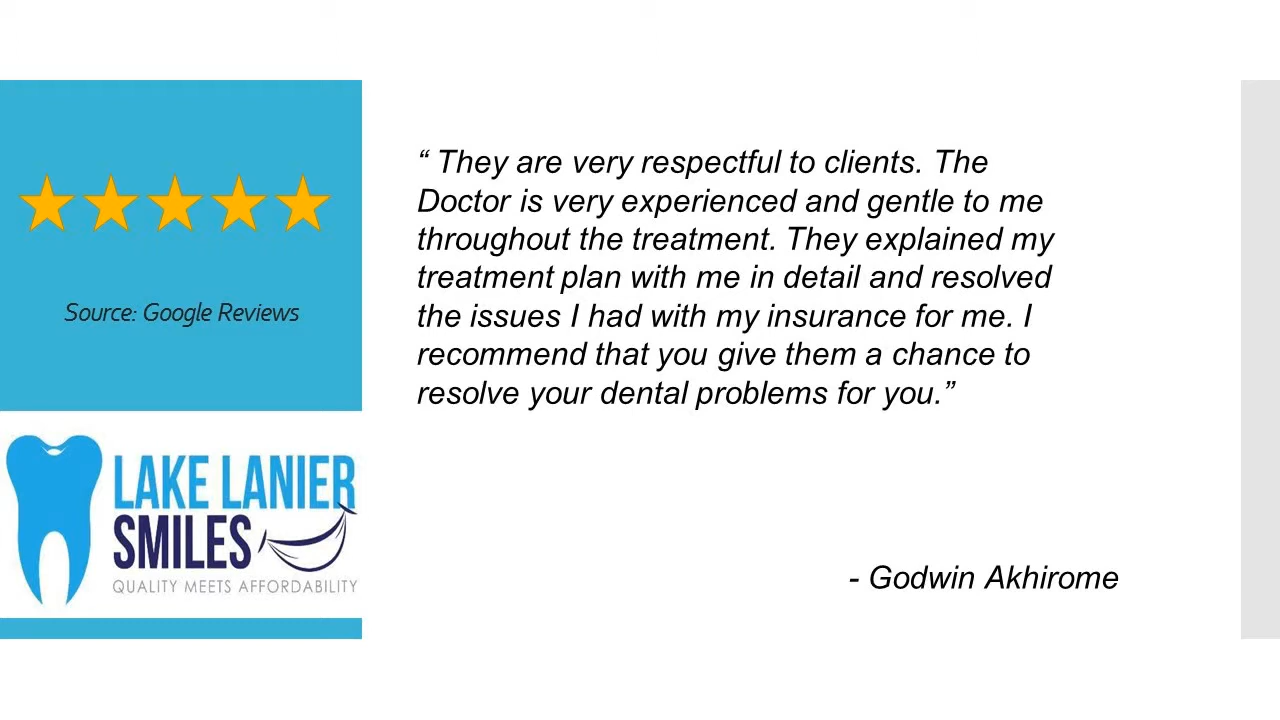 Source: Google Reviews
LAKE LANIER
SMILES
QUALITY MEETS AFFORDABILITY
“ They are very respectful to clients. The
Doctor is very experienced and gentle to me
throughout the treatment. They explained my
treatment plan with me in detail and resolved
the issues I had with my insurance for me. I
recommend that you give them a chance to
resolve your dental problems for you.”
- Godwin Akhirome